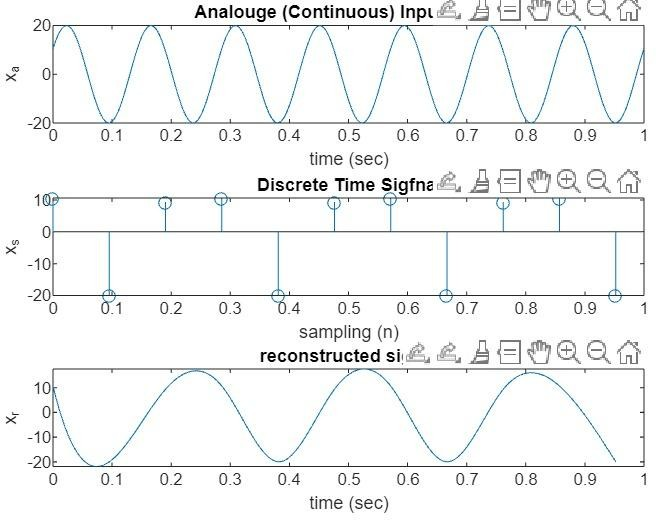 Analouge (Continuous) Inpu
20
0
-20
x_a
0 0.1 0.2 0.3 0.4 0.5 0.6 0.7 0.8 0.9 1
time (sec)
Discrete Time Sigfna
10
0
-10
-20
x_s
0 0.1 0.2 0.3 0.4 0.5 0.6 0.7 0.8 0.9 1
sampling (n)
reconstructed si
10
0
-10
-20
x_r
0 0.1 0.2 0.3 0.4 0.5 0.6 0.7 0.8 0.9 1
time (sec)